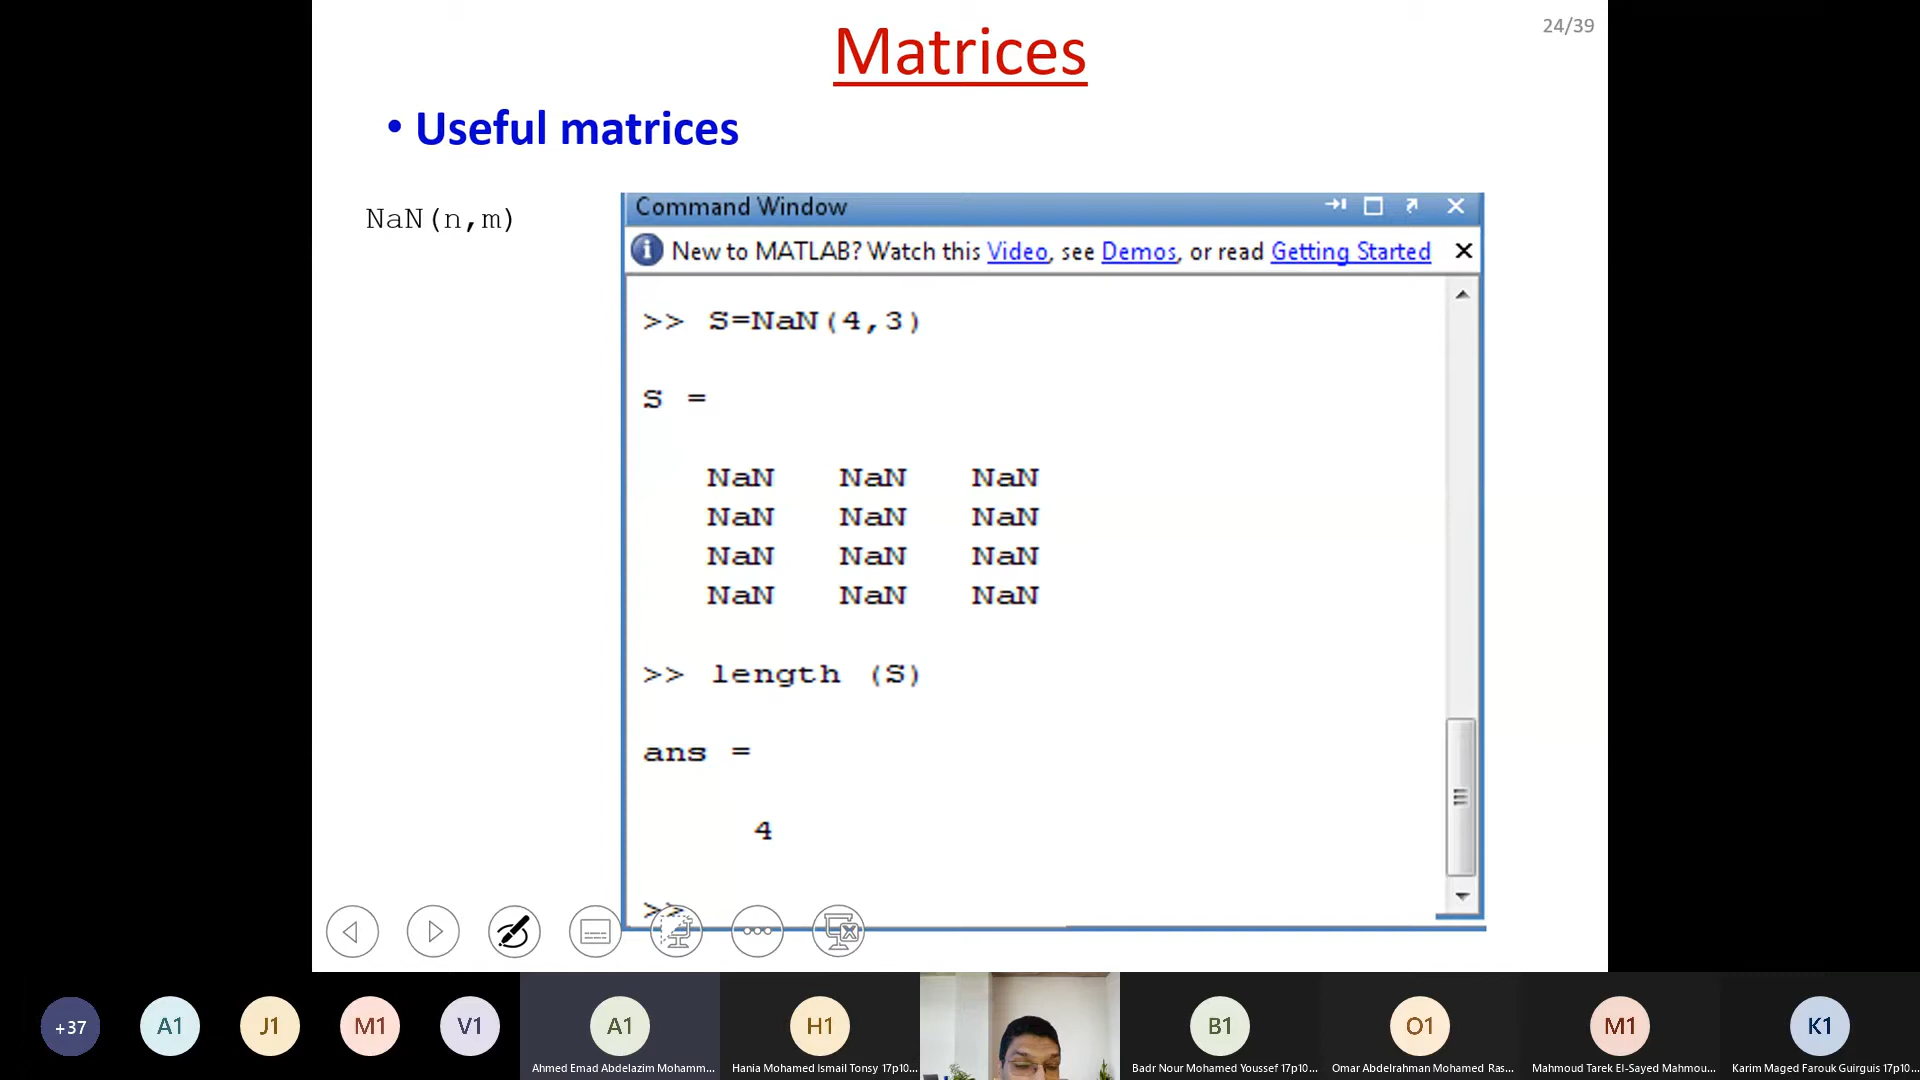 24/39
Matrices
• Useful matrices
NaN(n,m)
Command Window
New to MATLAB? Watch this Video, see Demos, or read Getting Started
>> S=NaN(4,3)
S =
NaN NaN NaN
NaN NaN NaN
NaN NaN NaN
NaN NaN NaN
>> length (S)
ans =
4
>>
+37 A1 J1 M1 V1 A1 H1 B1 O1 M1 K1
Ahmed Emad Abdelazim Mohamm... Hania Mohamed Ismail Tonsy 17p10... Badr Nour Mohamed Youssef 17p10... Omar Abdelrahman Mohamed Ras... Mahmoud Tarek El-Sayed Mahmou... Karim Maged Farouk Guirguis 17p10...